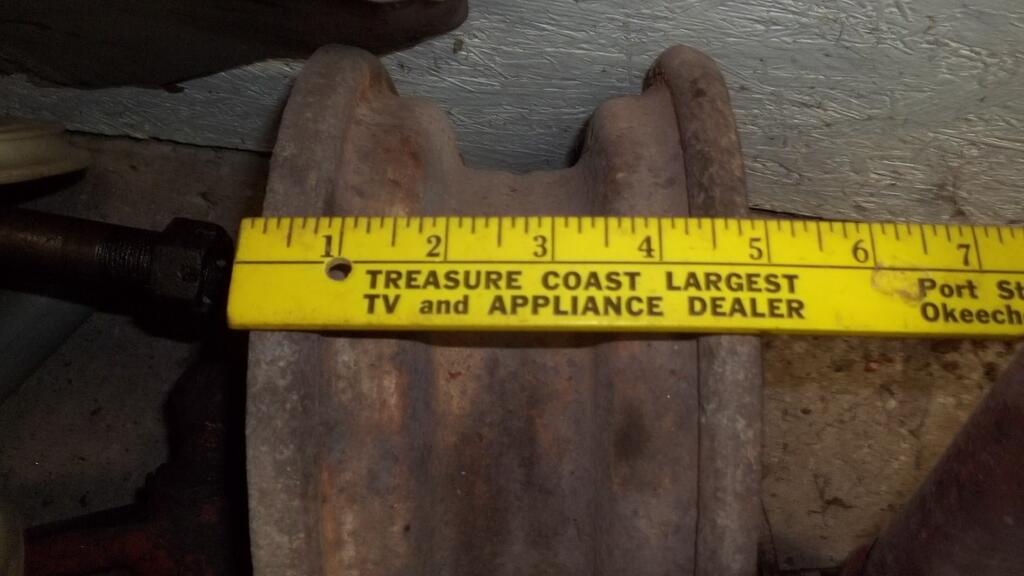 1 2 3 4 5 6 7
TREASURE COAST LARGEST Port St
TV and APPLIANCE DEALER Okeech